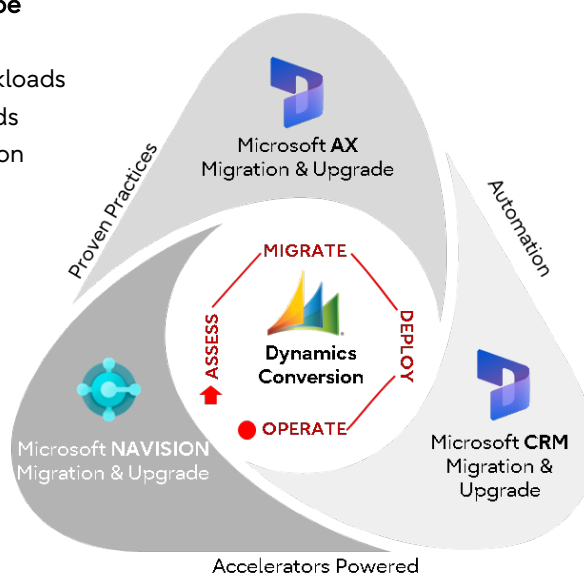 pe
kloads
ds
on
Microsoft AX
Migration & Upgrade
Proven Practices
Automation
MIGRATE
ASSESS
DEPLOY
Dynamics
Conversion
OPERATE
Microsoft NAVISION
Migration & Upgrade
Microsoft CRM
Migration &
Upgrade
Accelerators Powered